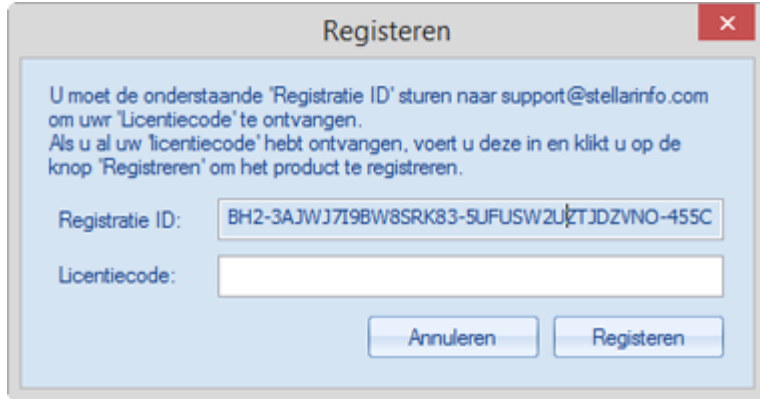 Registeren
U moet de onderstaande 'Registratie ID' sturen naar support@stellarinfo.com
om uwr 'Licentiecode' te ontvangen.
Als u al uw 'licentiecode' hebt ontvangen, voert u deze in en klikt u op de
knop 'Registreren' om het product te registreren.
Registratie ID: BH2-3AJWJ7I9BW8SRK83-5UFUSW2UZTJDZVNO-455C
Licentiecode:
Annuleren Registeren